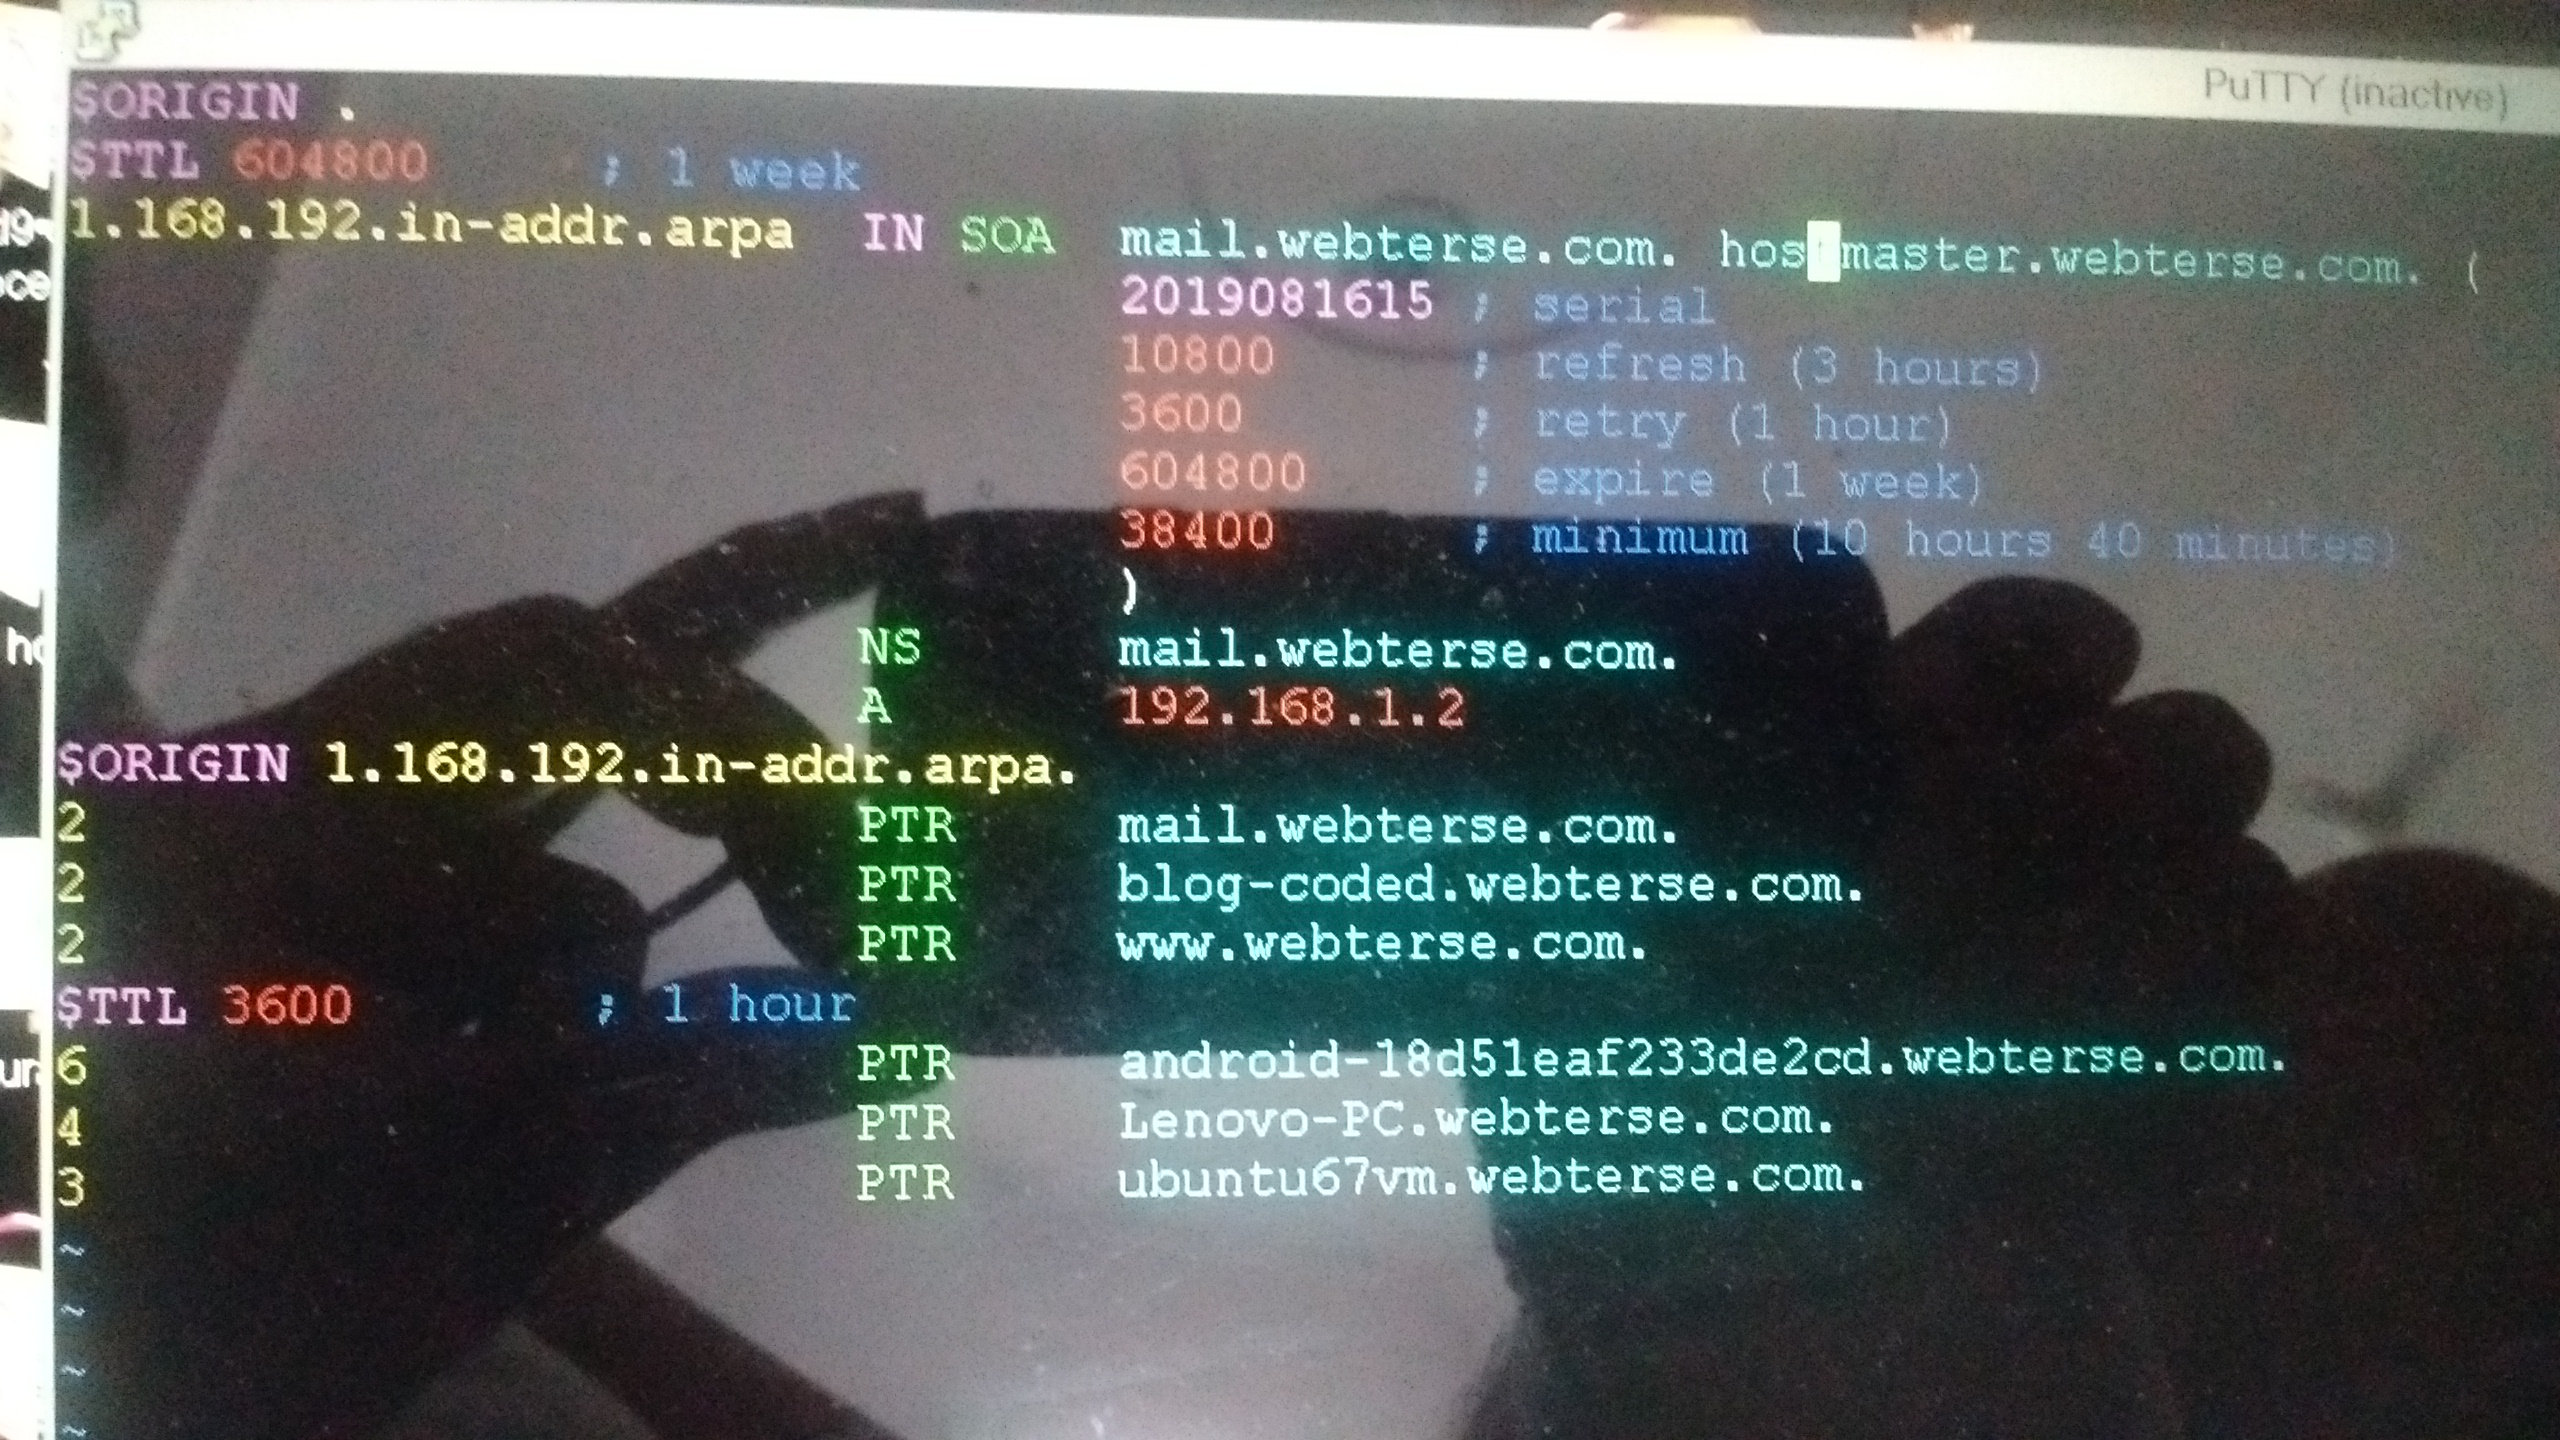 PuTTY (inactive)
$ORIGIN .
$TTL 604800 ; 1 week
1.168.192.in-addr.arpa IN SOA mail.webterse.com. hostmaster.webterse.com. (
2019081615 ; serial
10800 ; refresh (3 hours)
3600 ; retry (1 hour)
604800 ; expire (1 week)
38400 ; minimum (10 hours 40 minutes)
)
NS mail.webterse.com.
A 192.168.1.2
$ORIGIN 1.168.192.in-addr.arpa.
2 PTR mail.webterse.com.
2 PTR blog-coded.webterse.com.
2 PTR www.webterse.com.
$TTL 3600 ; 1 hour
6 PTR android-18d51eaf233de2cd.webterse.com.
4 PTR Lenovo-PC.webterse.com.
3 PTR ubuntu67vm.webterse.com.
~
~
~
~